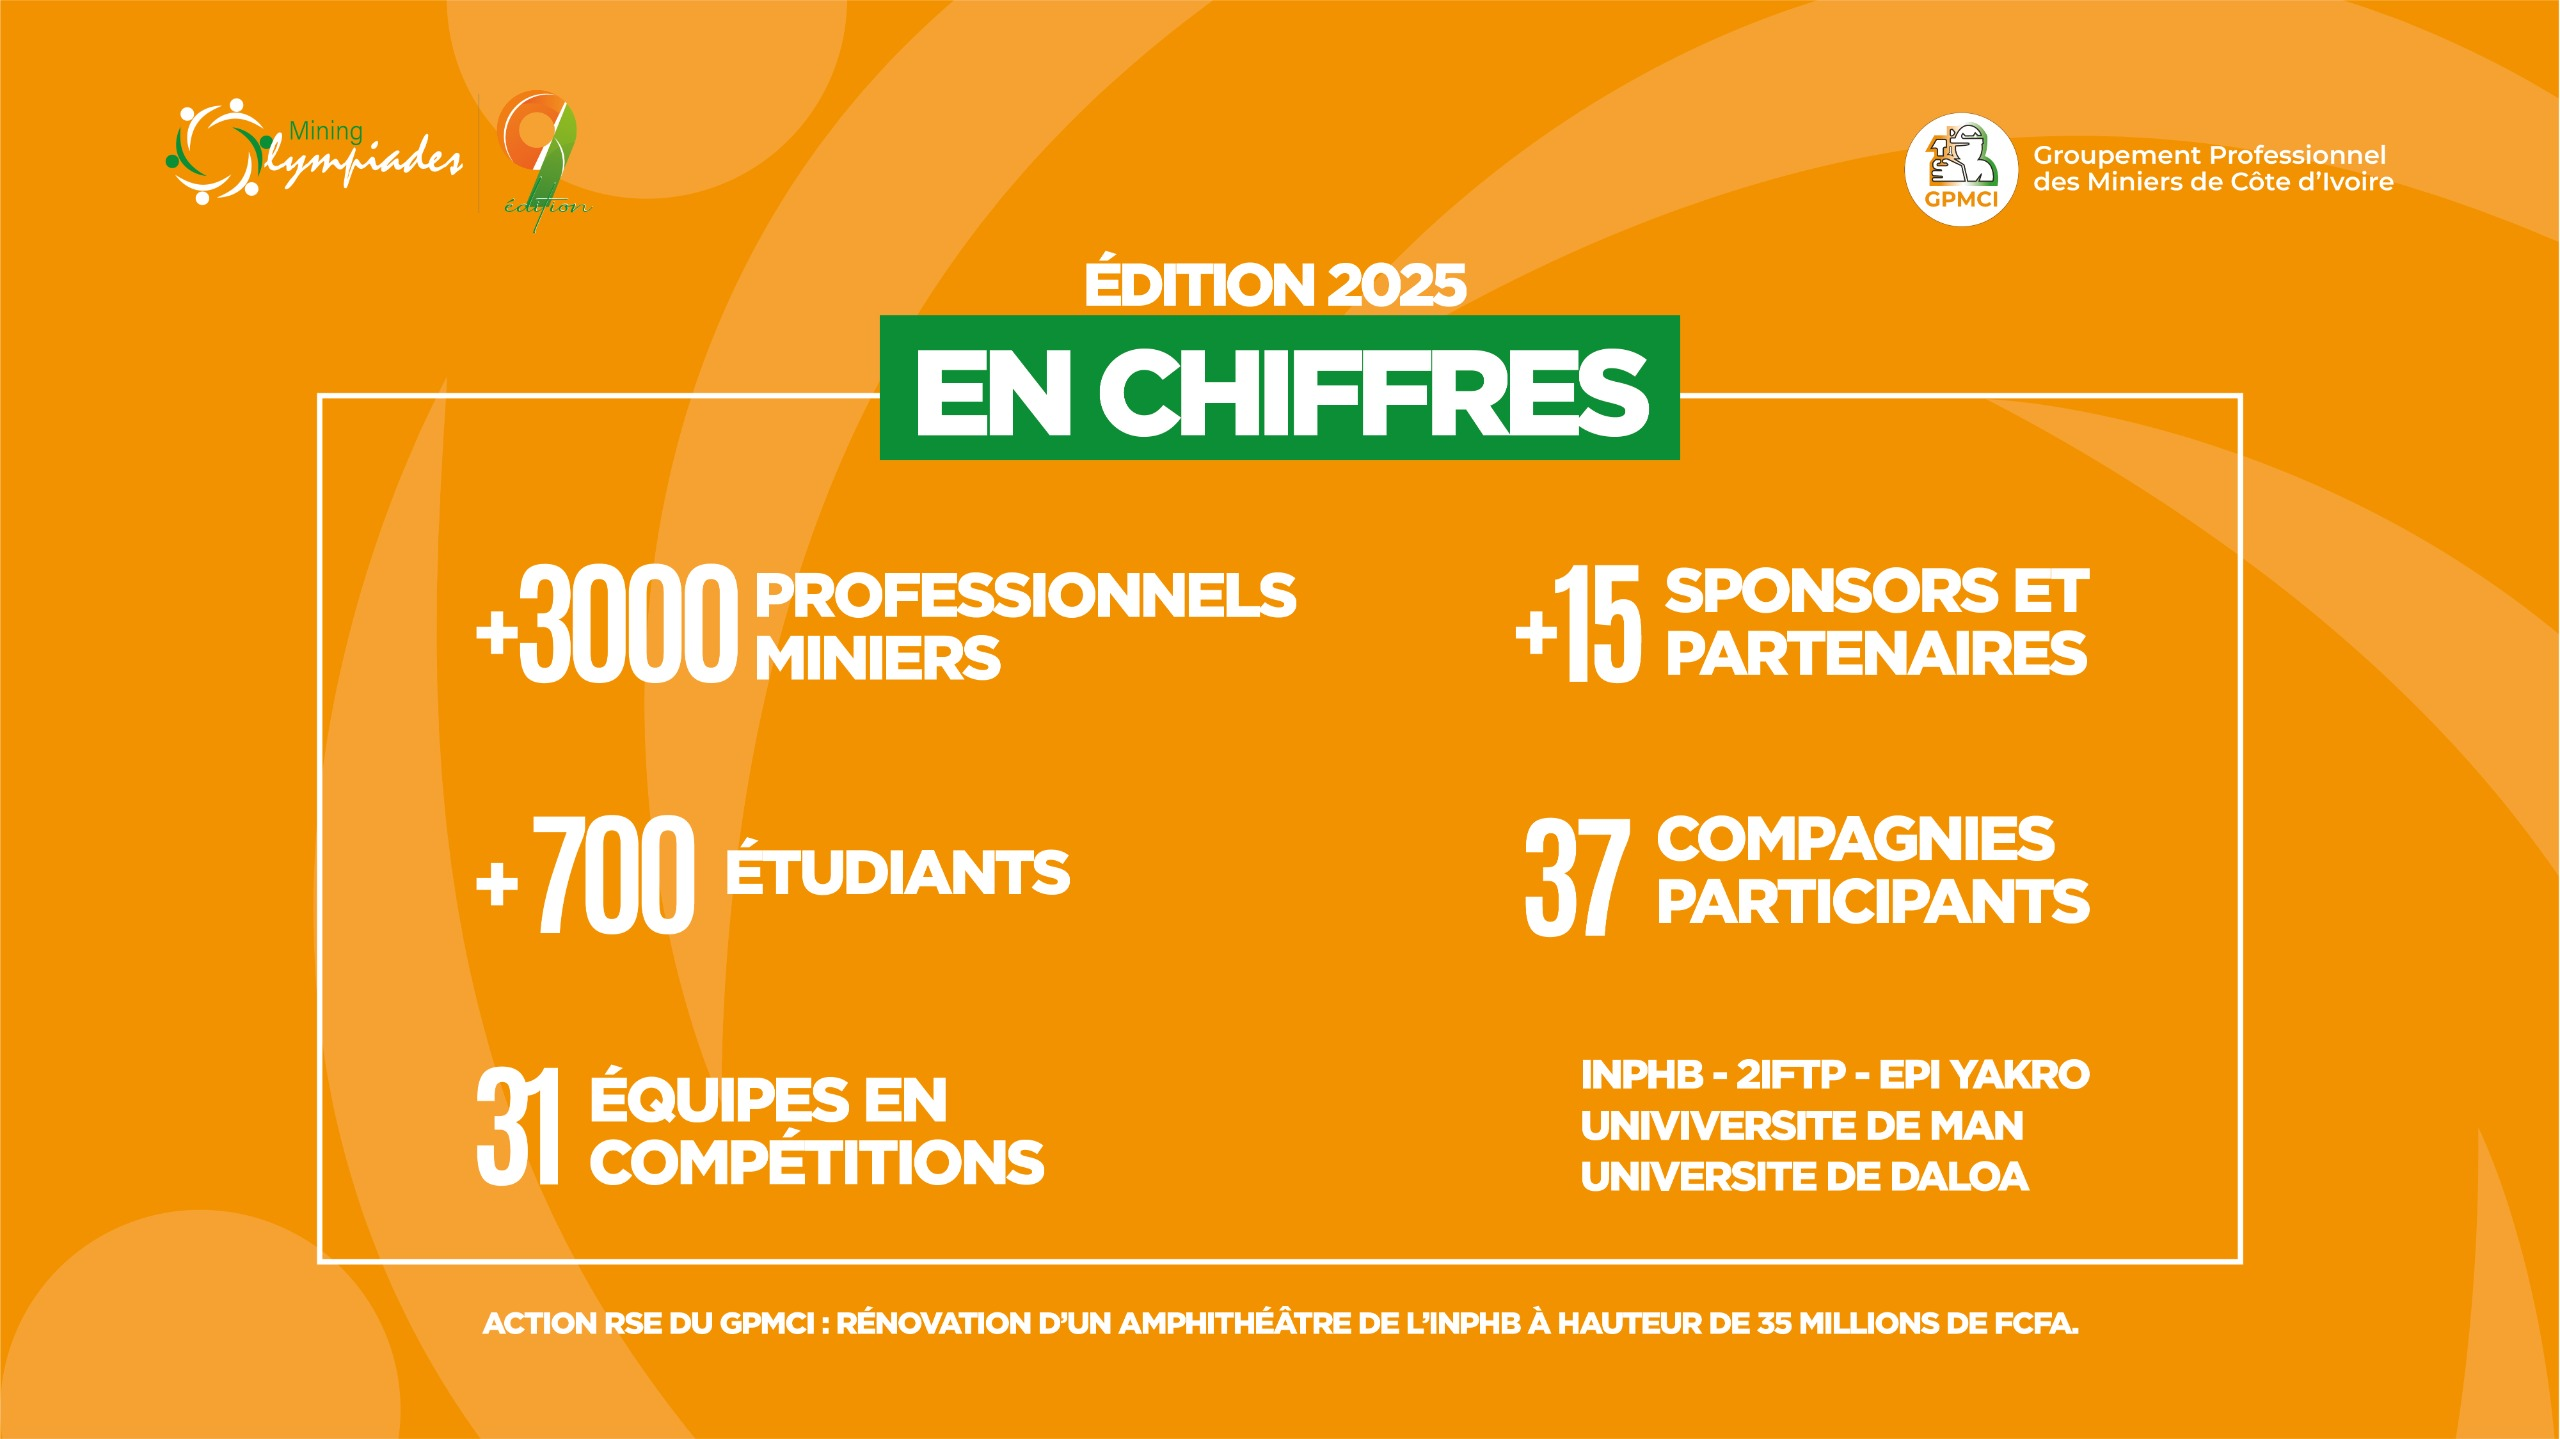 Mining
Olympiades
9
édition
Groupement Professionnel
des Miniers de Côte d'Ivoire
GPMCI
ÉDITION 2025
EN CHIFFRES
+3000 PROFESSIONNELS
MINIERS
+15 SPONSORS ET
PARTENAIRES
+ 700 ÉTUDIANTS
37 COMPAGNIES
PARTICIPANTS
31 ÉQUIPES EN
COMPÉTITIONS
INPHB - 2IFTP - EPI YAKRO
UNIVIVERSITE DE MAN
UNIVERSITE DE DALOA
ACTION RSE DU GPMCI : RÉNOVATION D'UN AMPHITHÉÂTRE DE L'INPHB À HAUTEUR DE 35 MILLIONS DE FCFA.